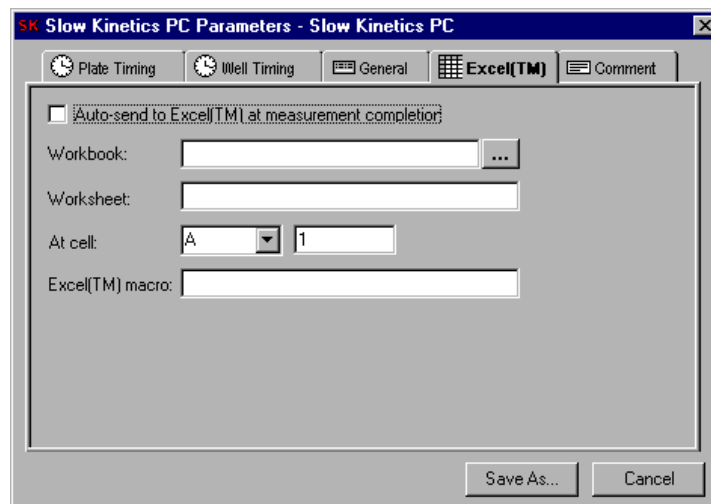 SK Slow Kinetics PC Parameters - Slow Kinetics PC
Plate Timing Well Timing General Excel(TM) Comment
Auto-send to Excel(TM) at measurement completion
Workbook: ...
Worksheet:
At cell: A 1
Excel(TM) macro:
Save As... Cancel